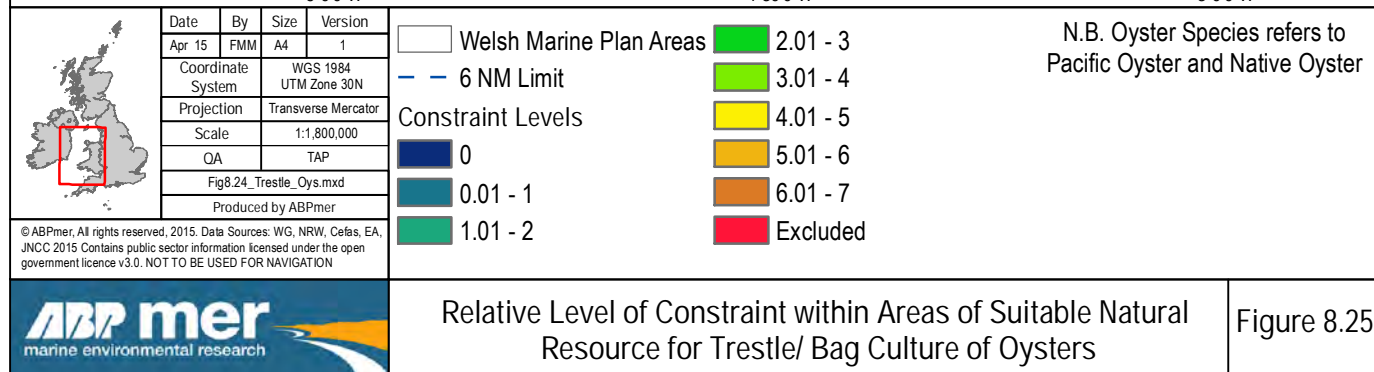 Date By Size Version
Apr 15 FMM A4 1
Coordinate System WGS 1984 UTM Zone 30N
Projection Transverse Mercator
Scale 1:1,800,000
QA TAP
Fig8.24_Trestle_Oys.mxd
Produced by ABPmer
© ABPmer, All rights reserved, 2015. Data Sources: WG, NRW, Cefas, EA,
JNCC 2015 Contains public sector information licensed under the open
government licence v3.0. NOT TO BE USED FOR NAVIGATION
Welsh Marine Plan Areas
6 NM Limit
Constraint Levels
0
0.01 - 1
1.01 - 2
2.01 - 3
3.01 - 4
4.01 - 5
5.01 - 6
6.01 - 7
Excluded
N.B. Oyster Species refers to
Pacific Oyster and Native Oyster
ABP mer
marine environmental research
Relative Level of Constraint within Areas of Suitable Natural
Resource for Trestle/ Bag Culture of Oysters
Figure 8.25